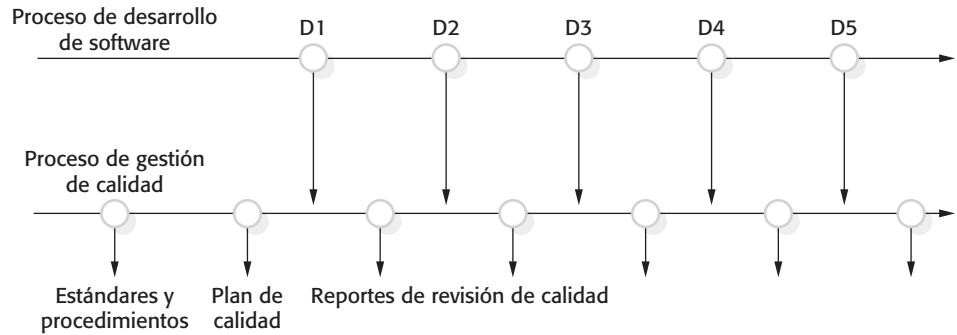 Proceso de desarrollo
de software
D1 D2 D3 D4 D5
Proceso de gestión
de calidad
Estándares y
procedimientos
Plan de
calidad
Reportes de revisión de calidad